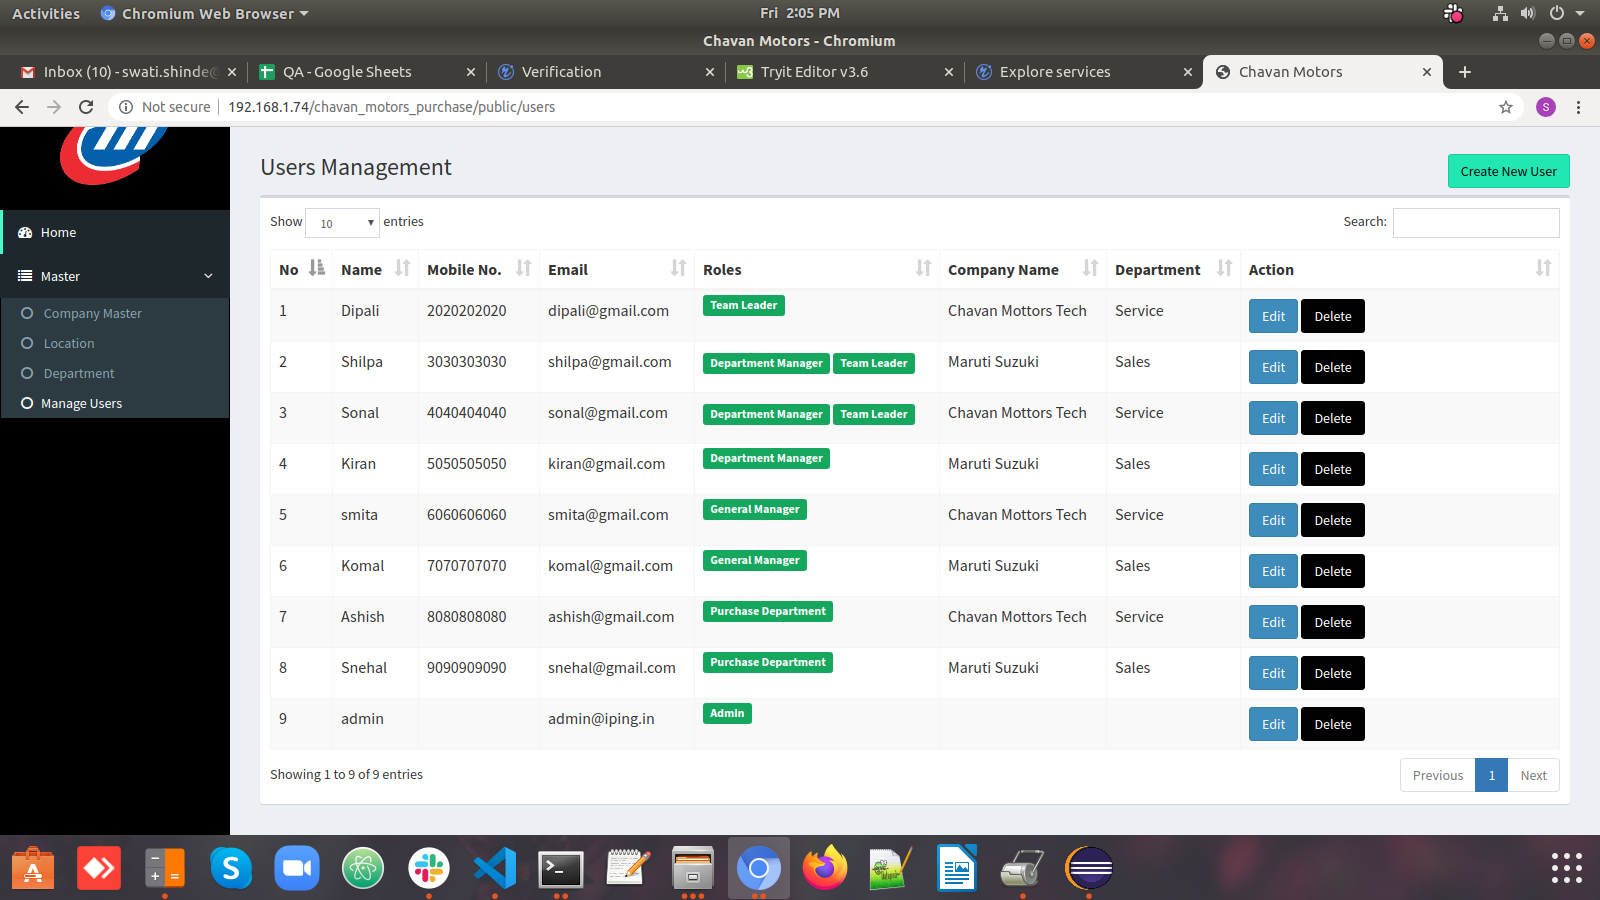 Activities Chromium Web Browser Fri 2:05 PM
Chavan Motors - Chromium
Inbox (10) - swati.shinde@ QA - Google Sheets Verification Tryit Editor v3.6 Explore services Chavan Motors
Not secure 192.168.1.74/chavan_motors_purchase/public/users S
Home
Master
Company Master
Location
Department
Manage Users
Users Management Create New User
Show 10 entries Search:
No Name Mobile No. Email Roles Company Name Department Action
1 Dipali 2020202020 dipali@gmail.com Team Leader Chavan Mottors Tech Service Edit Delete
2 Shilpa 3030303030 shilpa@gmail.com Department Manager Team Leader Maruti Suzuki Sales Edit Delete
3 Sonal 4040404040 sonal@gmail.com Department Manager Team Leader Chavan Mottors Tech Service Edit Delete
4 Kiran 5050505050 kiran@gmail.com Department Manager Maruti Suzuki Sales Edit Delete
5 smita 6060606060 smita@gmail.com General Manager Chavan Mottors Tech Service Edit Delete
6 Komal 7070707070 komal@gmail.com General Manager Maruti Suzuki Sales Edit Delete
7 Ashish 8080808080 ashish@gmail.com Purchase Department Chavan Mottors Tech Service Edit Delete
8 Snehal 9090909090 snehal@gmail.com Purchase Department Maruti Suzuki Sales Edit Delete
9 admin admin@iping.in Admin Edit Delete
Showing 1 to 9 of 9 entries Previous 1 Next